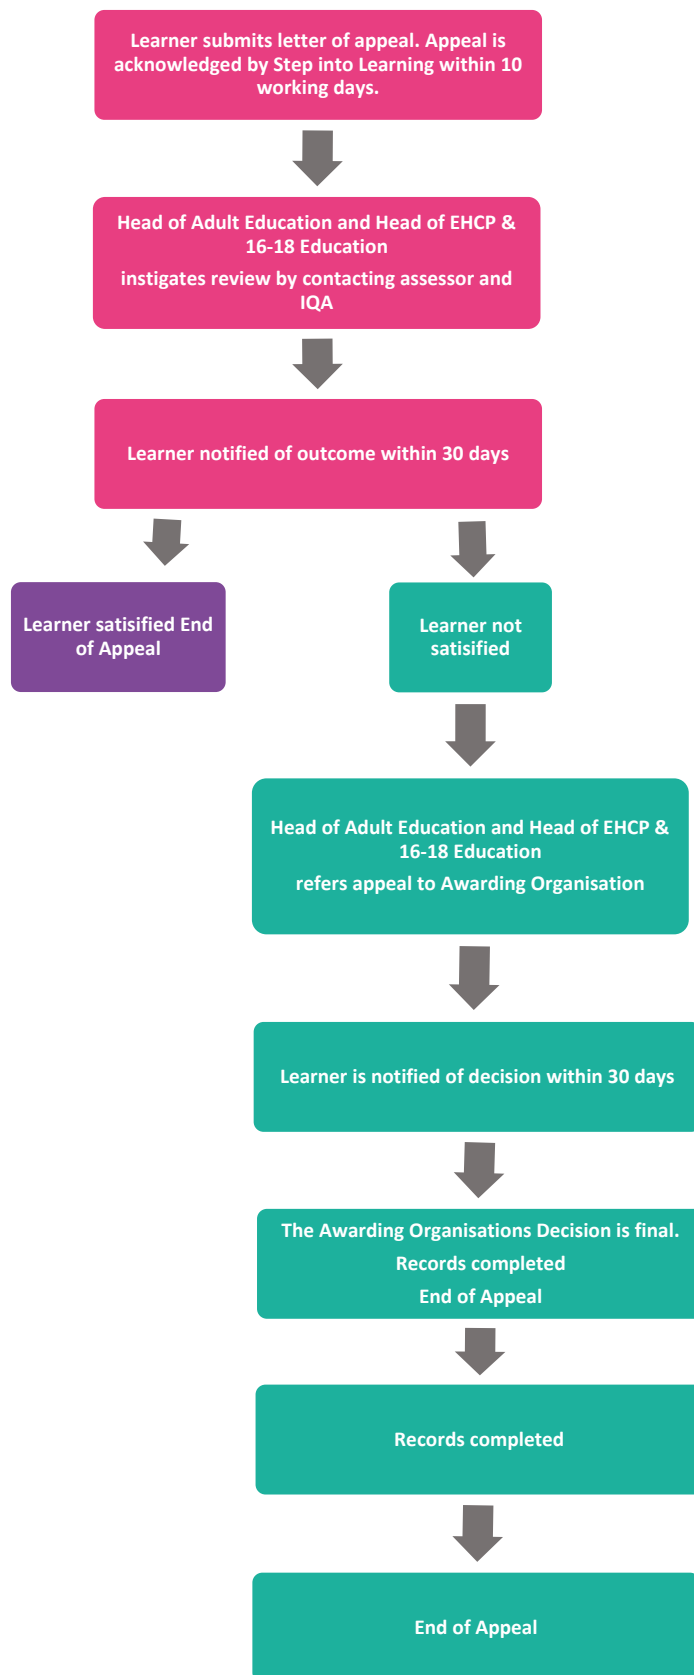 Learner submits letter of appeal. Appeal is
acknowledged by Step into Learning within 10
working days.
Head of Adult Education and Head of EHCP &
16-18 Education
instigates review by contacting assessor and
IQA
Learner notified of outcome within 30 days
Learner satisified End
of Appeal
Learner not
satisified
Head of Adult Education and Head of EHCP &
16-18 Education
refers appeal to Awarding Organisation
Learner is notified of decision within 30 days
The Awarding Organisations Decision is final.
Records completed
End of Appeal
Records completed
End of Appeal